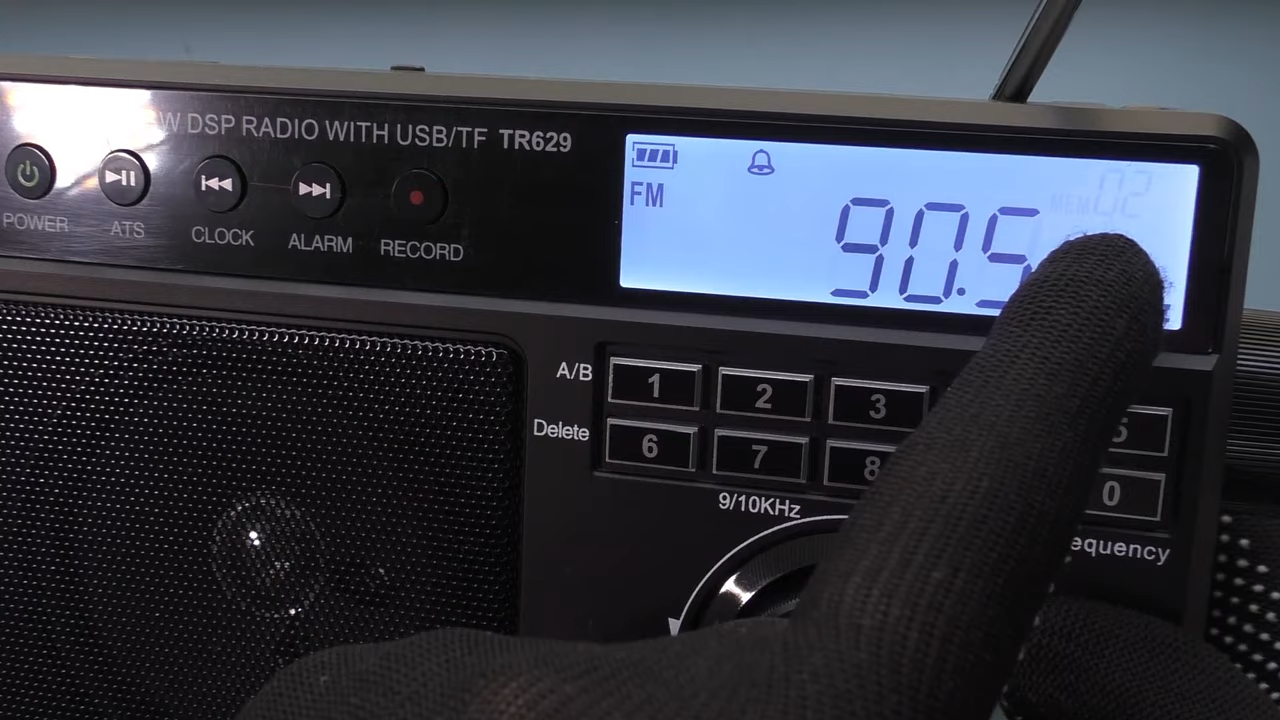 W DSP RADIO WITH USB/TF TR629
POWER
ATS
CLOCK
ALARM
RECORD
FM
MEM 02
90.5
A/B
1
2
3
5
Delete
6
7
8
0
9/10KHz
equency